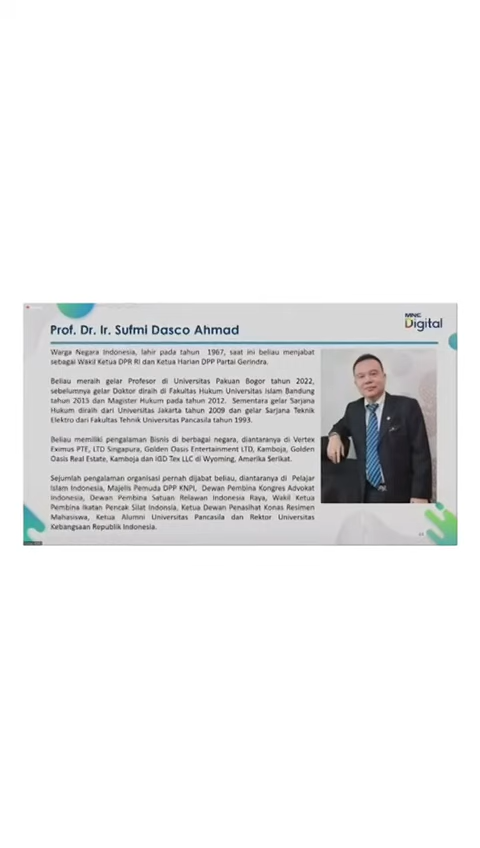 Prof. Dr. Ir. Sufmi Dasco Ahmad
MNC
Digital
Warga Negara Indonesia, lahir pada tahun 1967, saat ini beliau menjabat
sebagai Wakil Ketua DPR RI dan Ketua Harian DPP Partai Gerindra.
Beliau meraih gelar Profesor di Universitas Pakuan Bogor tahun 2022,
sebelumnya gelar Doktor diraih di Fakultas Hukum Universitas Islam Bandung
tahun 2015 dan Magister Hukum pada tahun 2012. Sementara gelar Sarjana
Hukum diraih dari Universitas Jakarta tahun 2009 dan gelar Sarjana Teknik
Elektro dari Fakultas Tehnik Universitas Pancasila tahun 1993.
Beliau memiliki pengalaman Bisnis di berbagai negara, diantaranya di Vertex
Eximus PTE, LTD Singapura, Golden Oasis Entertainment LTD, Kamboja, Golden
Oasis Real Estate, Kamboja dan IGD Tex LLC di Wyoming, Amerika Serikat.
Sejumlah pengalaman organisasi pernah dijabat beliau, diantaranya di Pelajar
Islam Indonesia, Majelis Pemuda DPP KNPI, Dewan Pembina Kongres Advokat
Indonesia, Dewan Pembina Satuan Relawan Indonesia Raya, Wakil Ketua
Pembina Ikatan Pencak Silat Indonsia, Ketua Dewan Penasihat Konas Resimen
Mahasiswa, Ketua Alumni Universitas Pancasila dan Rektor Universitas
Kebangsaan Republik Indonesia.